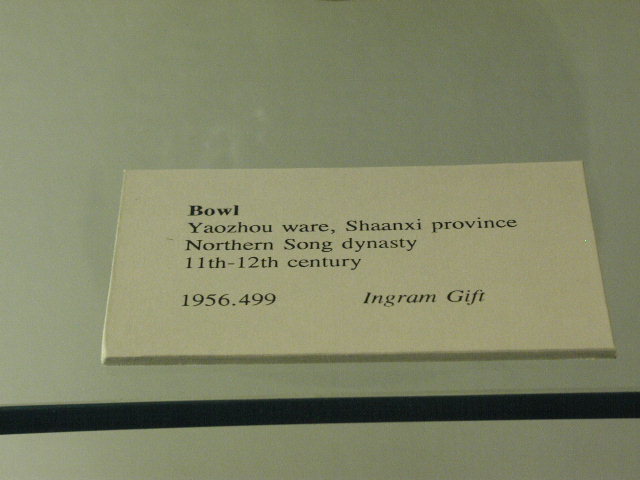 Bowl
Yaozhou ware, Shaanxi province
Northern Song dynasty
11th-12th century
1956.499 Ingram Gift